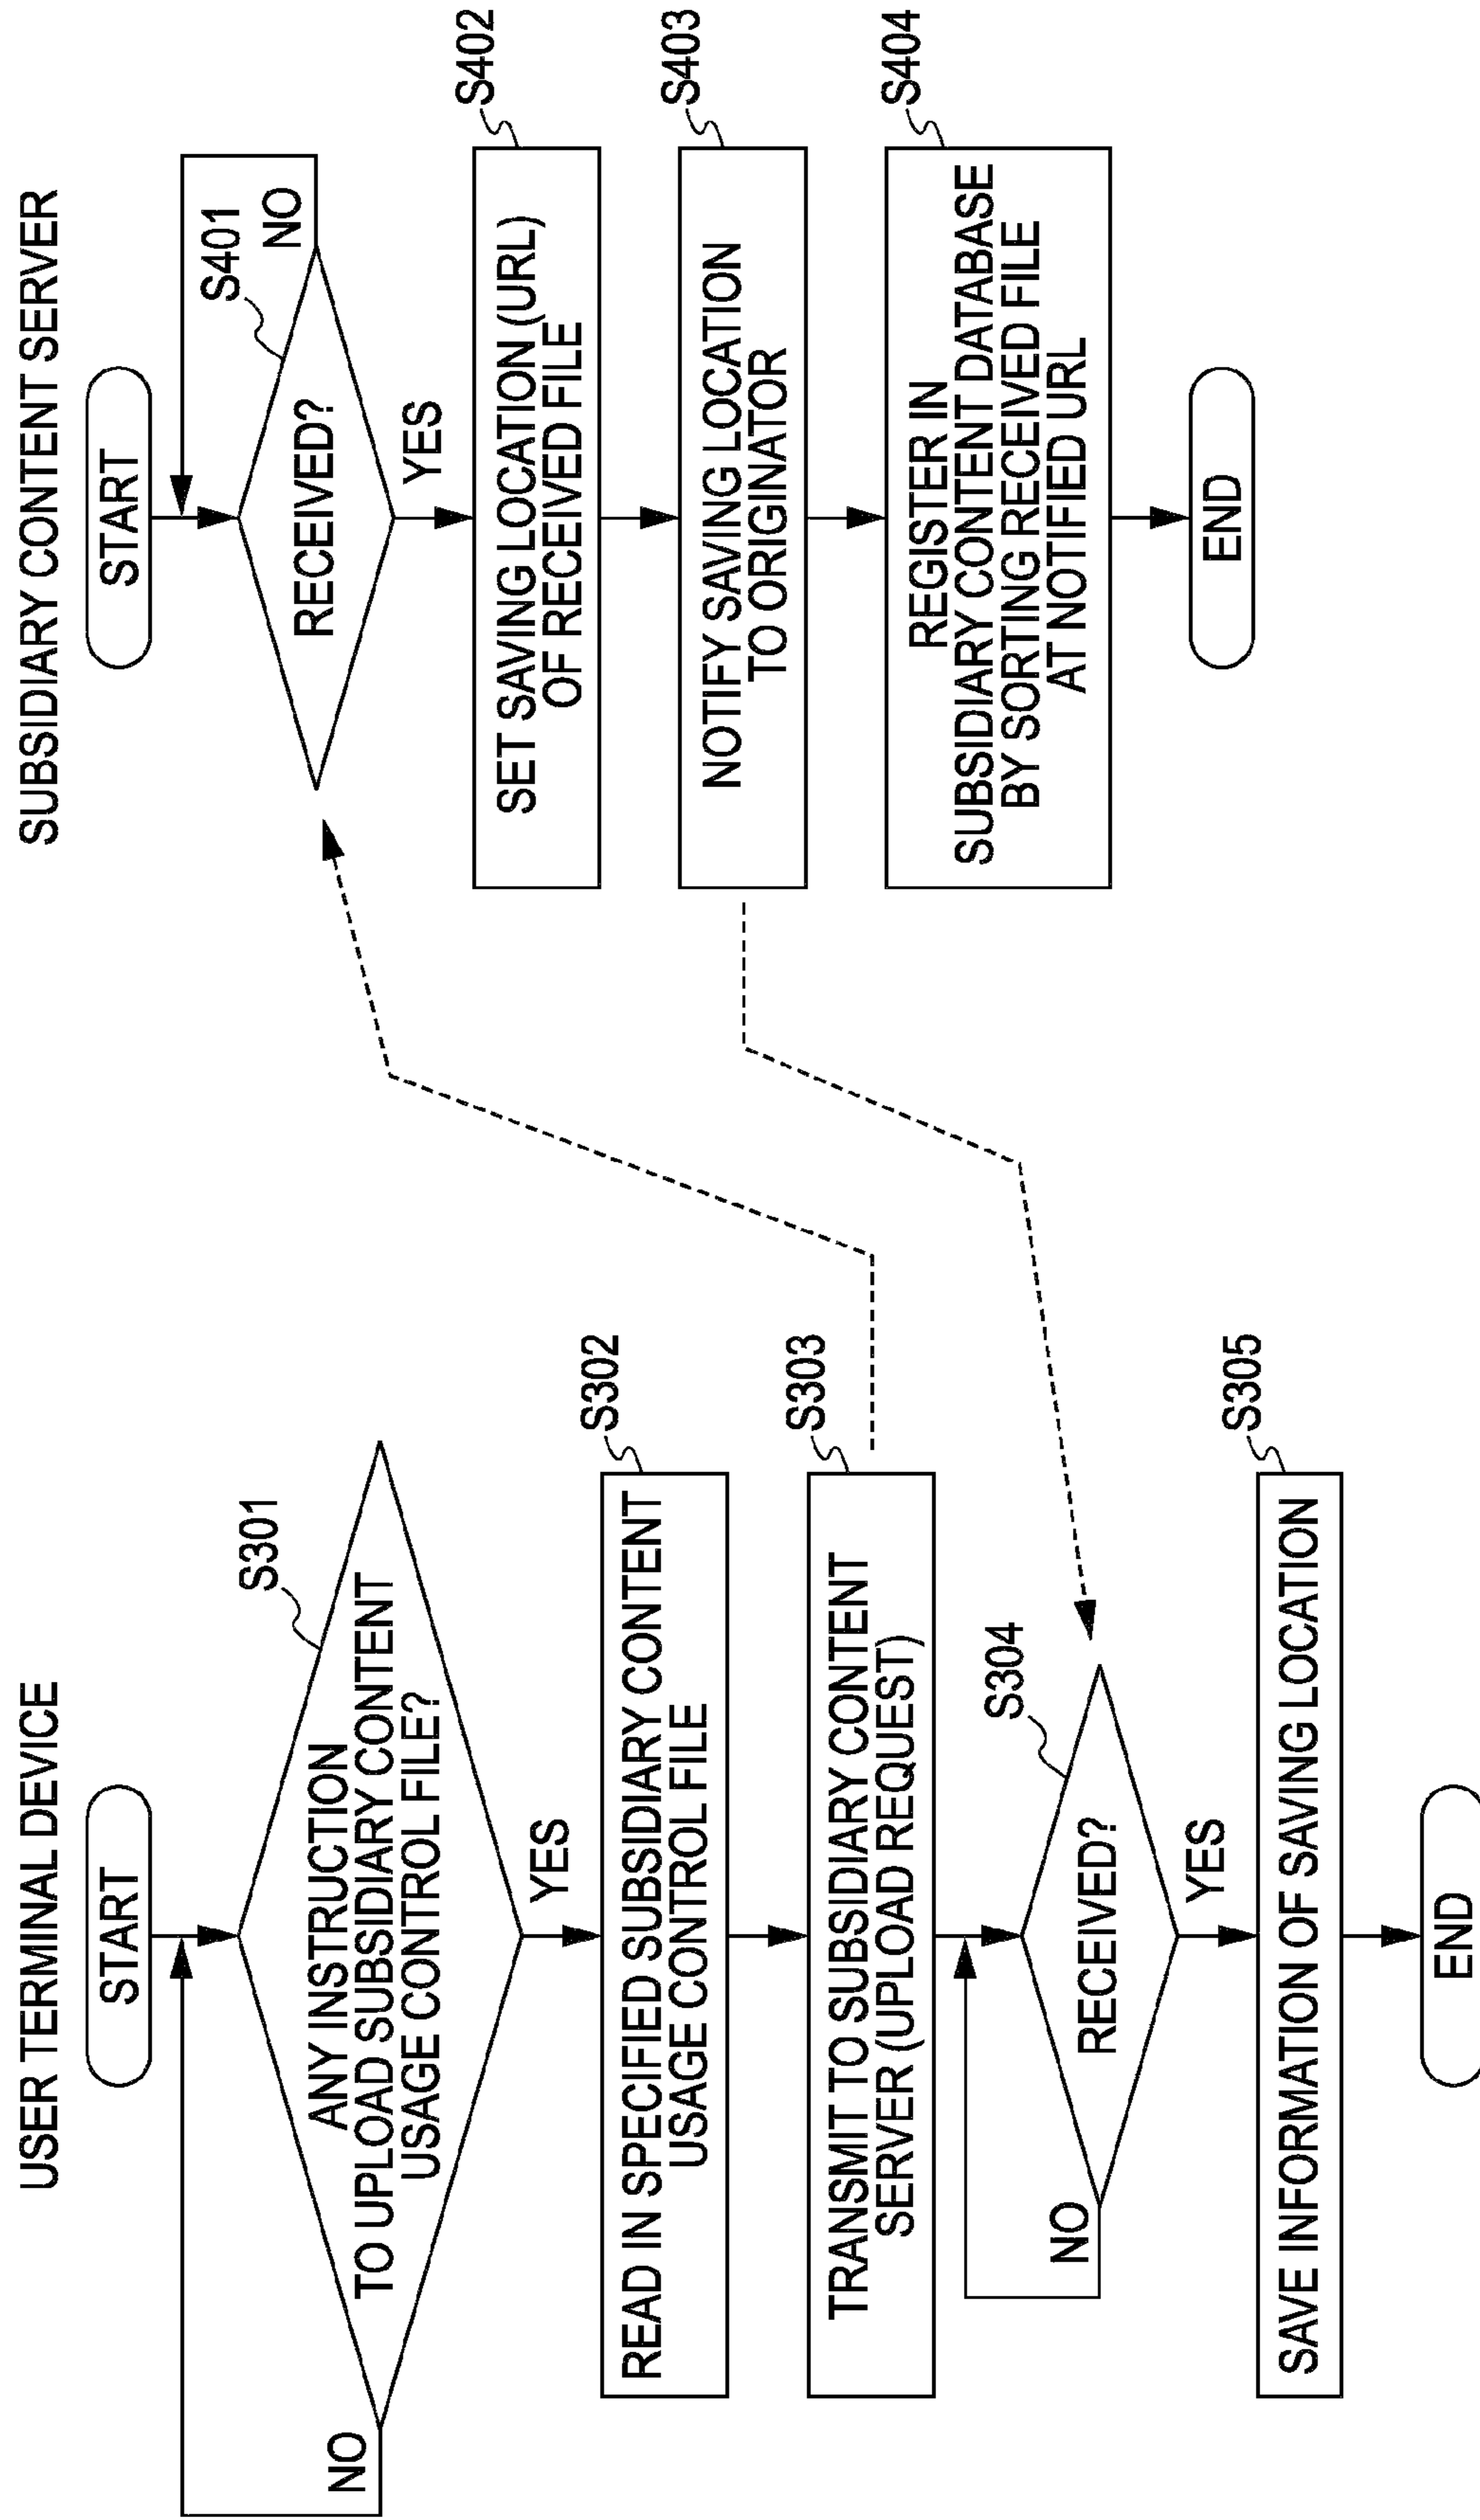 USER TERMINAL DEVICE
START
S301
ANY INSTRUCTION
TO UPLOAD SUBSIDIARY CONTENT
USAGE CONTROL FILE?
NO
YES
S302
READ IN SPECIFIED SUBSIDIARY CONTENT
USAGE CONTROL FILE
S303
TRANSMIT TO SUBSIDIARY CONTENT
SERVER (UPLOAD REQUEST)
S304
RECEIVED?
NO
YES
S305
SAVE INFORMATION OF SAVING LOCATION
END
SUBSIDIARY CONTENT SERVER
START
S401
NO
RECEIVED?
YES
S402
SET SAVING LOCATION (URL)
OF RECEIVED FILE
S403
NOTIFY SAVING LOCATION
TO ORIGINATOR
S404
REGISTER IN
SUBSIDIARY CONTENT DATABASE
BY SORTING RECEIVED FILE
AT NOTIFIED URL
END